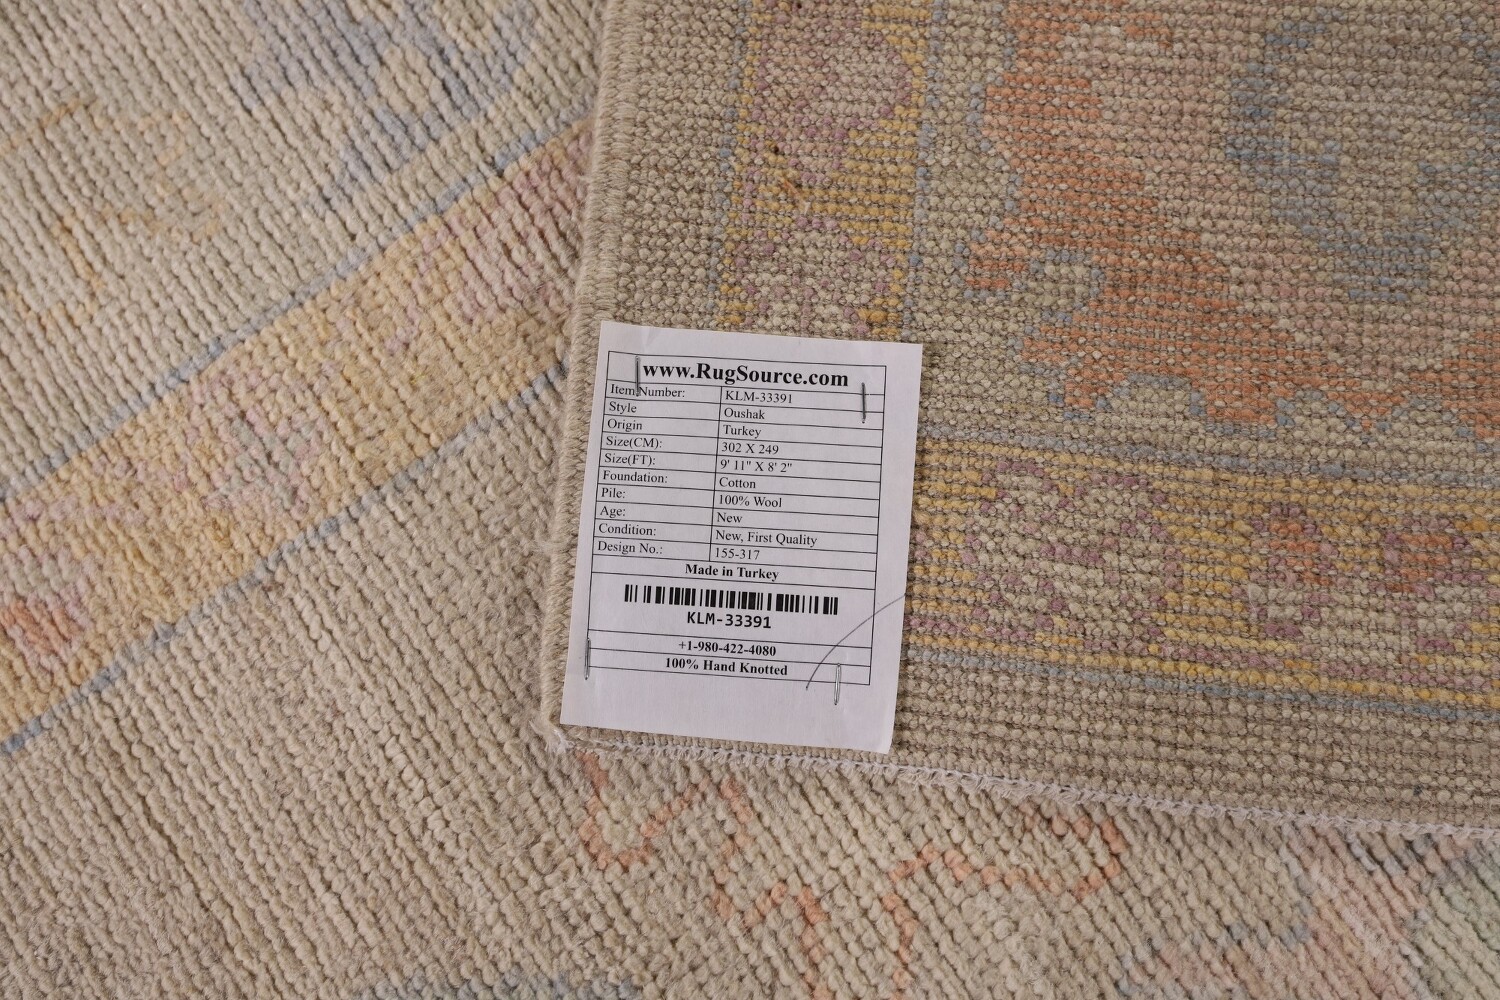 www.RugSource.com
Item Number: KLM-33391
Style Oushak
Origin Turkey
Size(CM): 302 X 249
Size(FT): 9' 11" X 8' 2"
Foundation: Cotton
Pile: 100% Wool
Age: New
Condition: New, First Quality
Design No.: 155-317
Made in Turkey
KLM-33391
+1-980-422-4080
100% Hand Knotted